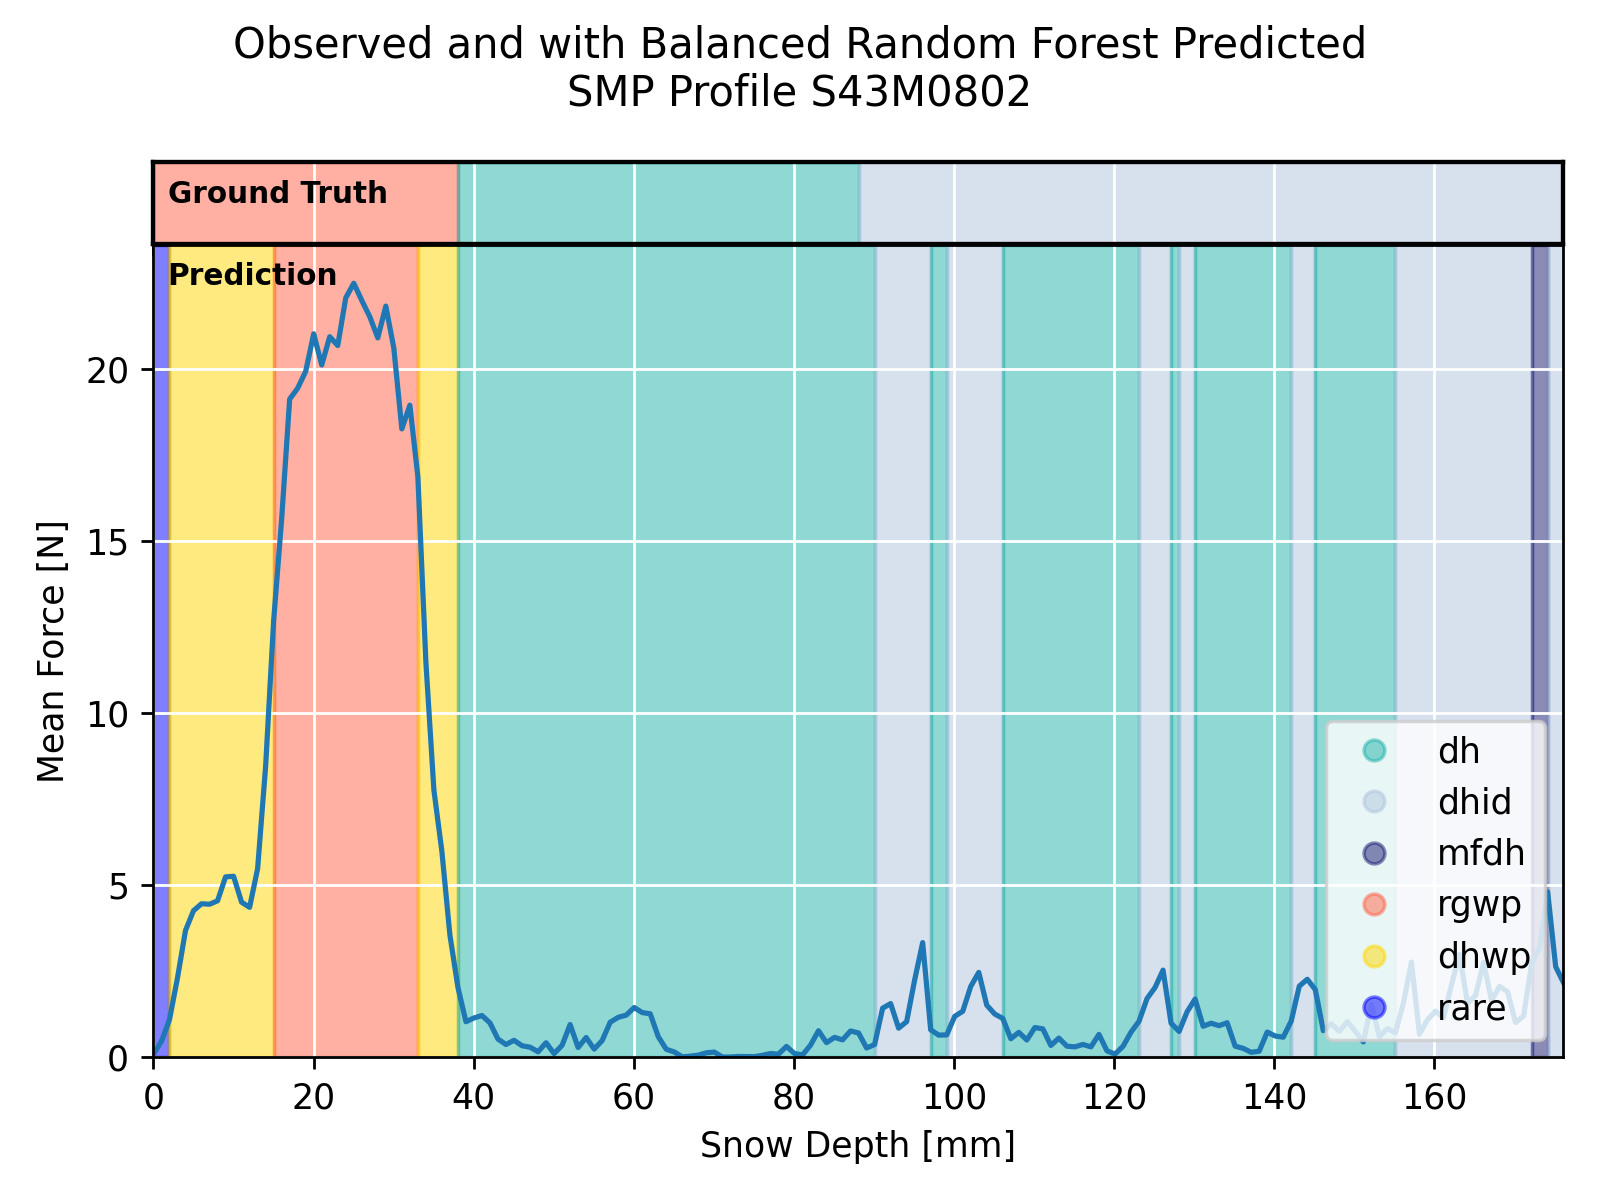 Observed and with Balanced Random Forest Predicted
SMP Profile S43M0802
Ground Truth
Prediction
Mean Force [N]
20
15
10
5
0
dh
dhid
mfdh
rgwp
dhwp
rare
0 20 40 60 80 100 120 140 160
Snow Depth [mm]